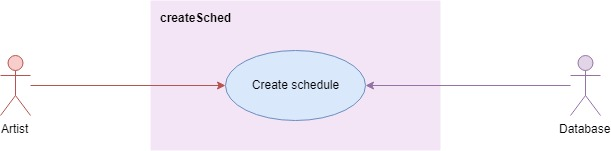 createSched
Create schedule
Artist
Database